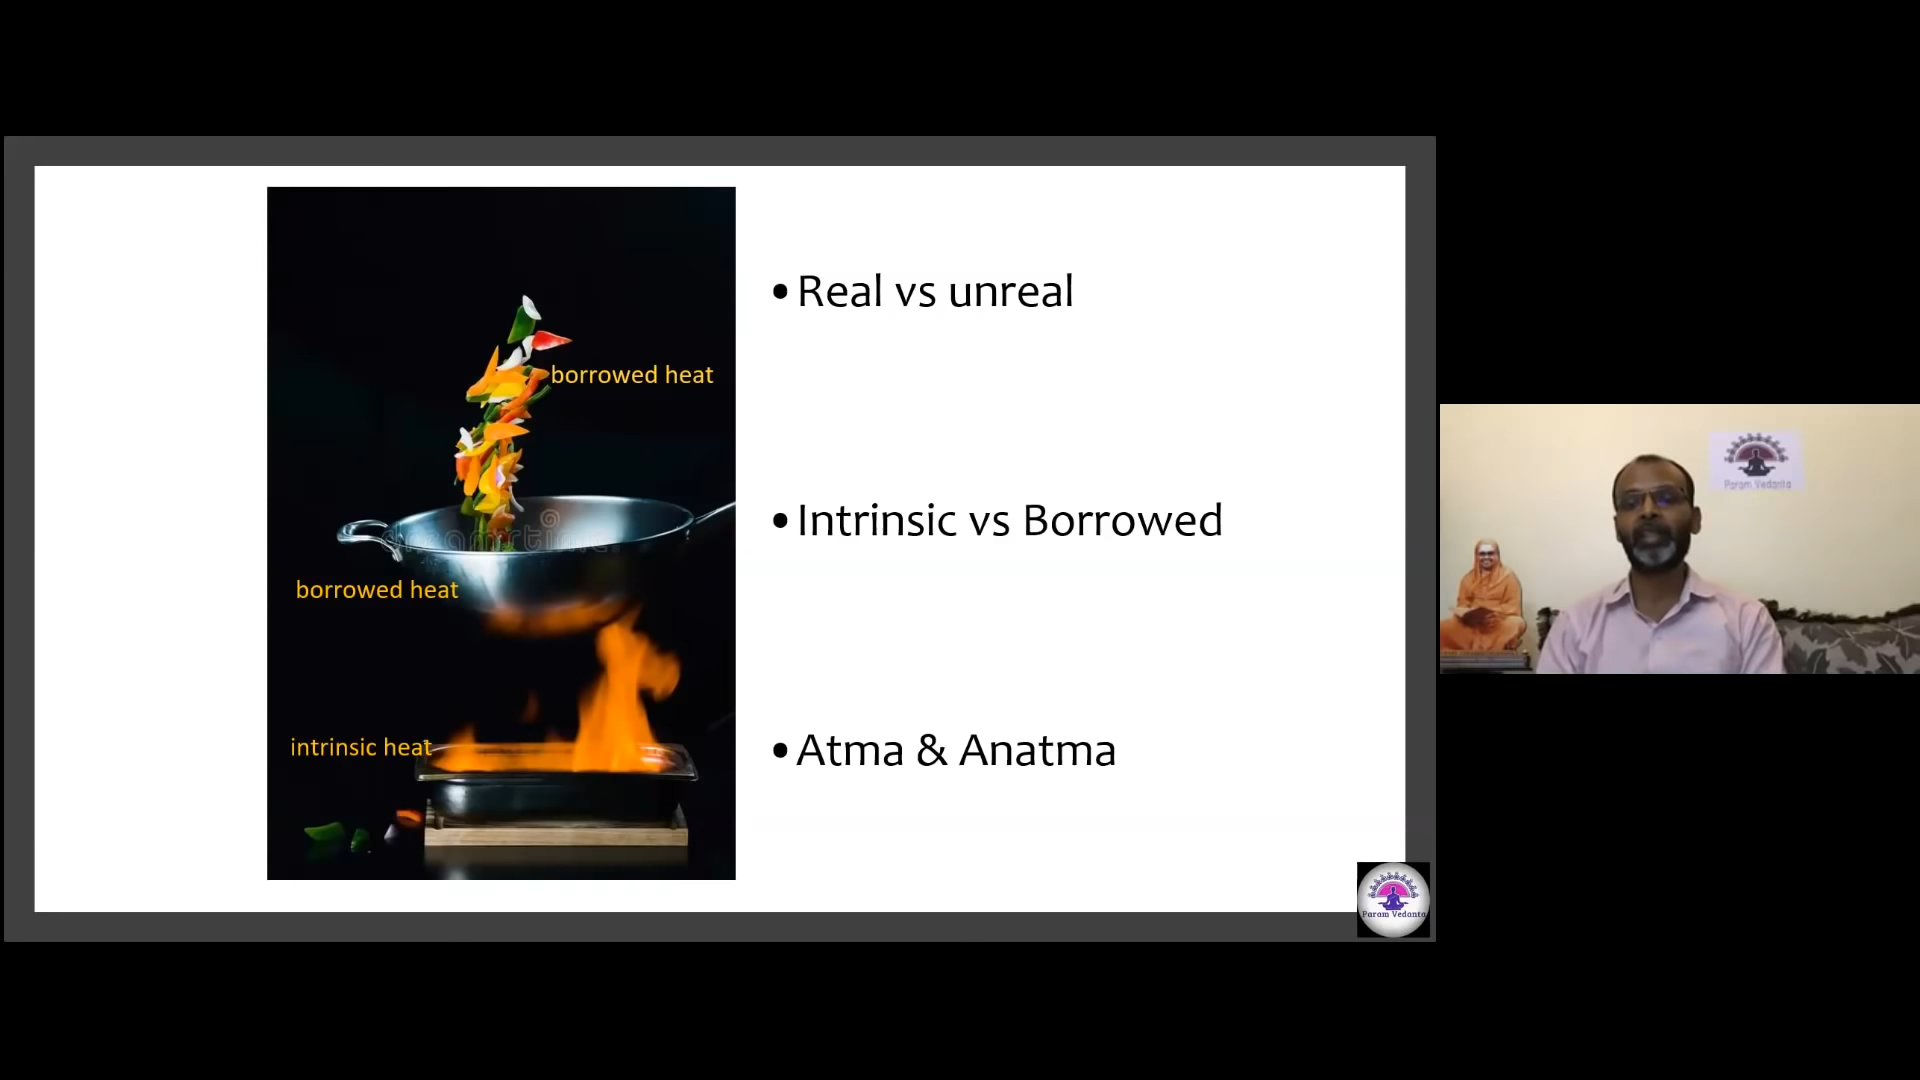 borrowed heat
borrowed heat
intrinsic heat
• Real vs unreal
• Intrinsic vs Borrowed
• Atma & Anatma
Param Vedanta
Param Vedanta